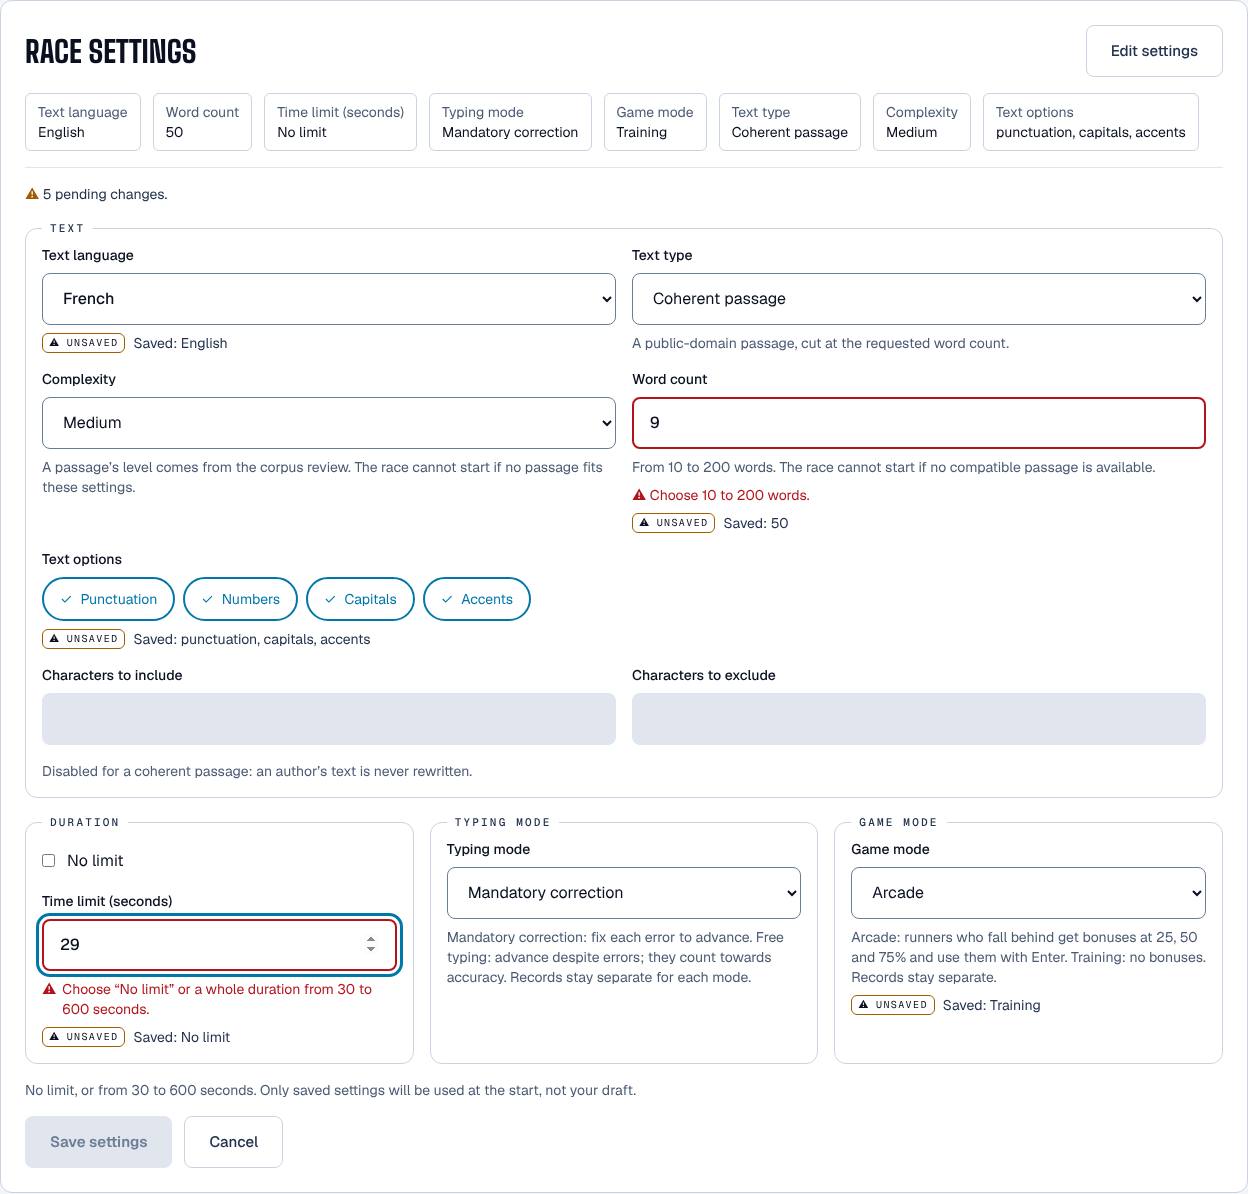 RACE SETTINGS
Edit settings
Text language
English
Word count
50
Time limit (seconds)
No limit
Typing mode
Mandatory correction
Game mode
Training
Text type
Coherent passage
Complexity
Medium
Text options
punctuation, capitals, accents
5 pending changes.
TEXT
Text language
French
UNSAVED Saved: English
Text type
Coherent passage
A public-domain passage, cut at the requested word count.
Complexity
Medium
A passage’s level comes from the corpus review. The race cannot start if no passage fits
these settings.
Word count
9
From 10 to 200 words. The race cannot start if no compatible passage is available.
Choose 10 to 200 words.
UNSAVED Saved: 50
Text options
Punctuation Numbers Capitals Accents
UNSAVED Saved: punctuation, capitals, accents
Characters to include
Characters to exclude
Disabled for a coherent passage: an author’s text is never rewritten.
DURATION
No limit
Time limit (seconds)
29
Choose “No limit” or a whole duration from 30 to
600 seconds.
UNSAVED Saved: No limit
TYPING MODE
Typing mode
Mandatory correction
Mandatory correction: fix each error to advance. Free
typing: advance despite errors; they count towards
accuracy. Records stay separate for each mode.
GAME MODE
Game mode
Arcade
Arcade: runners who fall behind get bonuses at 25, 50
and 75% and use them with Enter. Training: no bonuses.
Records stay separate.
UNSAVED Saved: Training
No limit, or from 30 to 600 seconds. Only saved settings will be used at the start, not your draft.
Save settings
Cancel